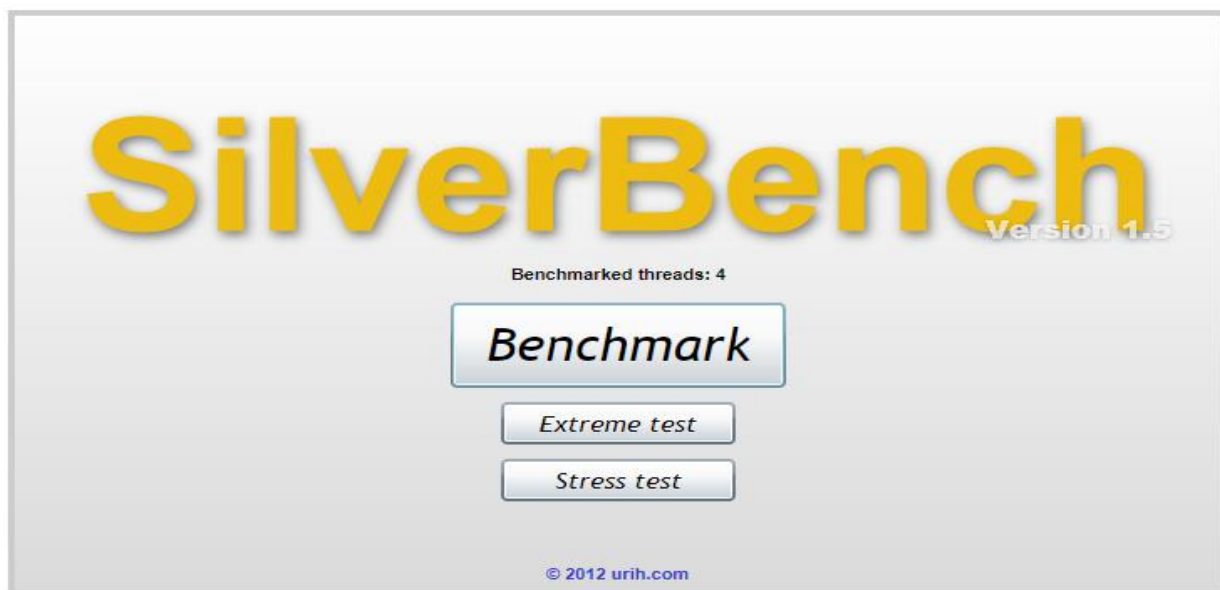 SilverBench
Version 1.5
Benchmarked threads: 4
Benchmark
Extreme test
Stress test
© 2012 urih.com